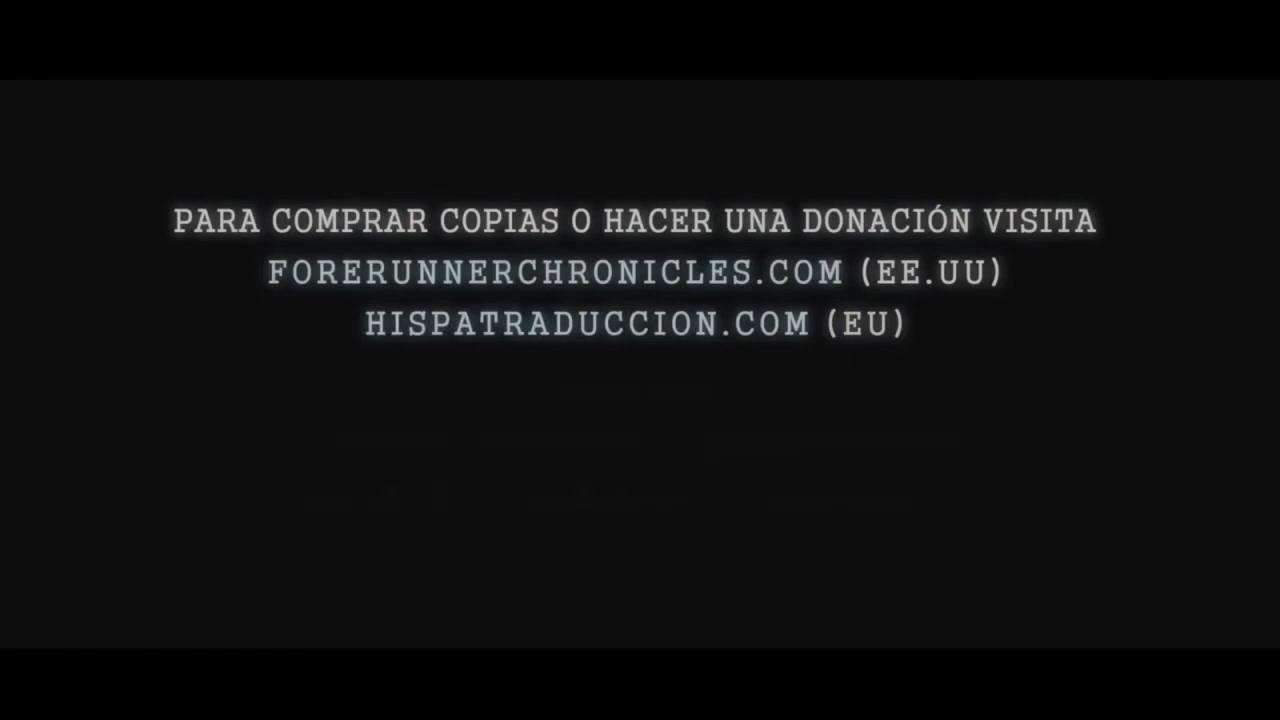 PARA COMPRAR COPIAS O HACER UNA DONACIÓN VISITA
FORERUNNERCHRONICLES.COM (EE.UU)
HISPATRADUCCION.COM (EU)